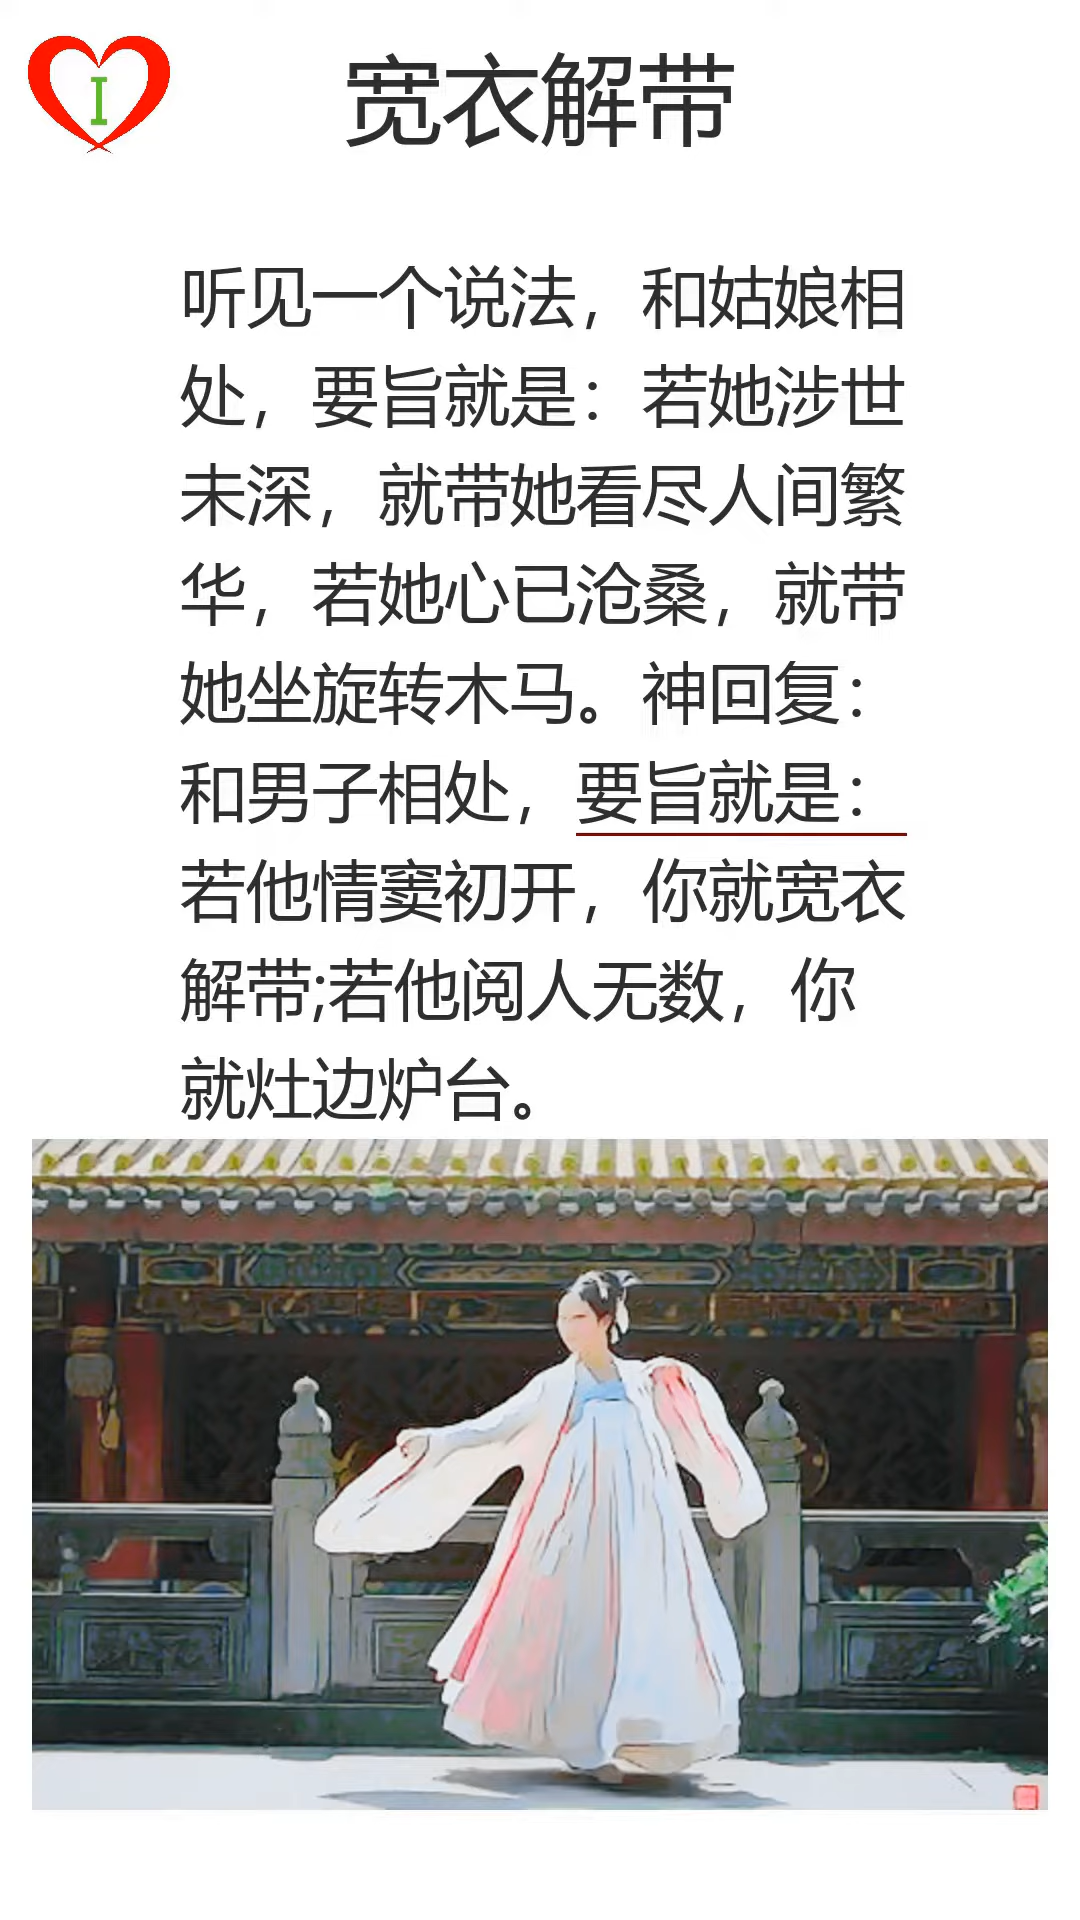 I
宽衣解带
听见一个说法，和姑娘相
处，要旨就是：若她涉世
未深，就带她看尽人间繁
华，若她心已沧桑，就带
她坐旋转木马。神回复：
和男子相处，要旨就是：
若他情窦初开，你就宽衣
解带;若他阅人无数，你
就灶边炉台。